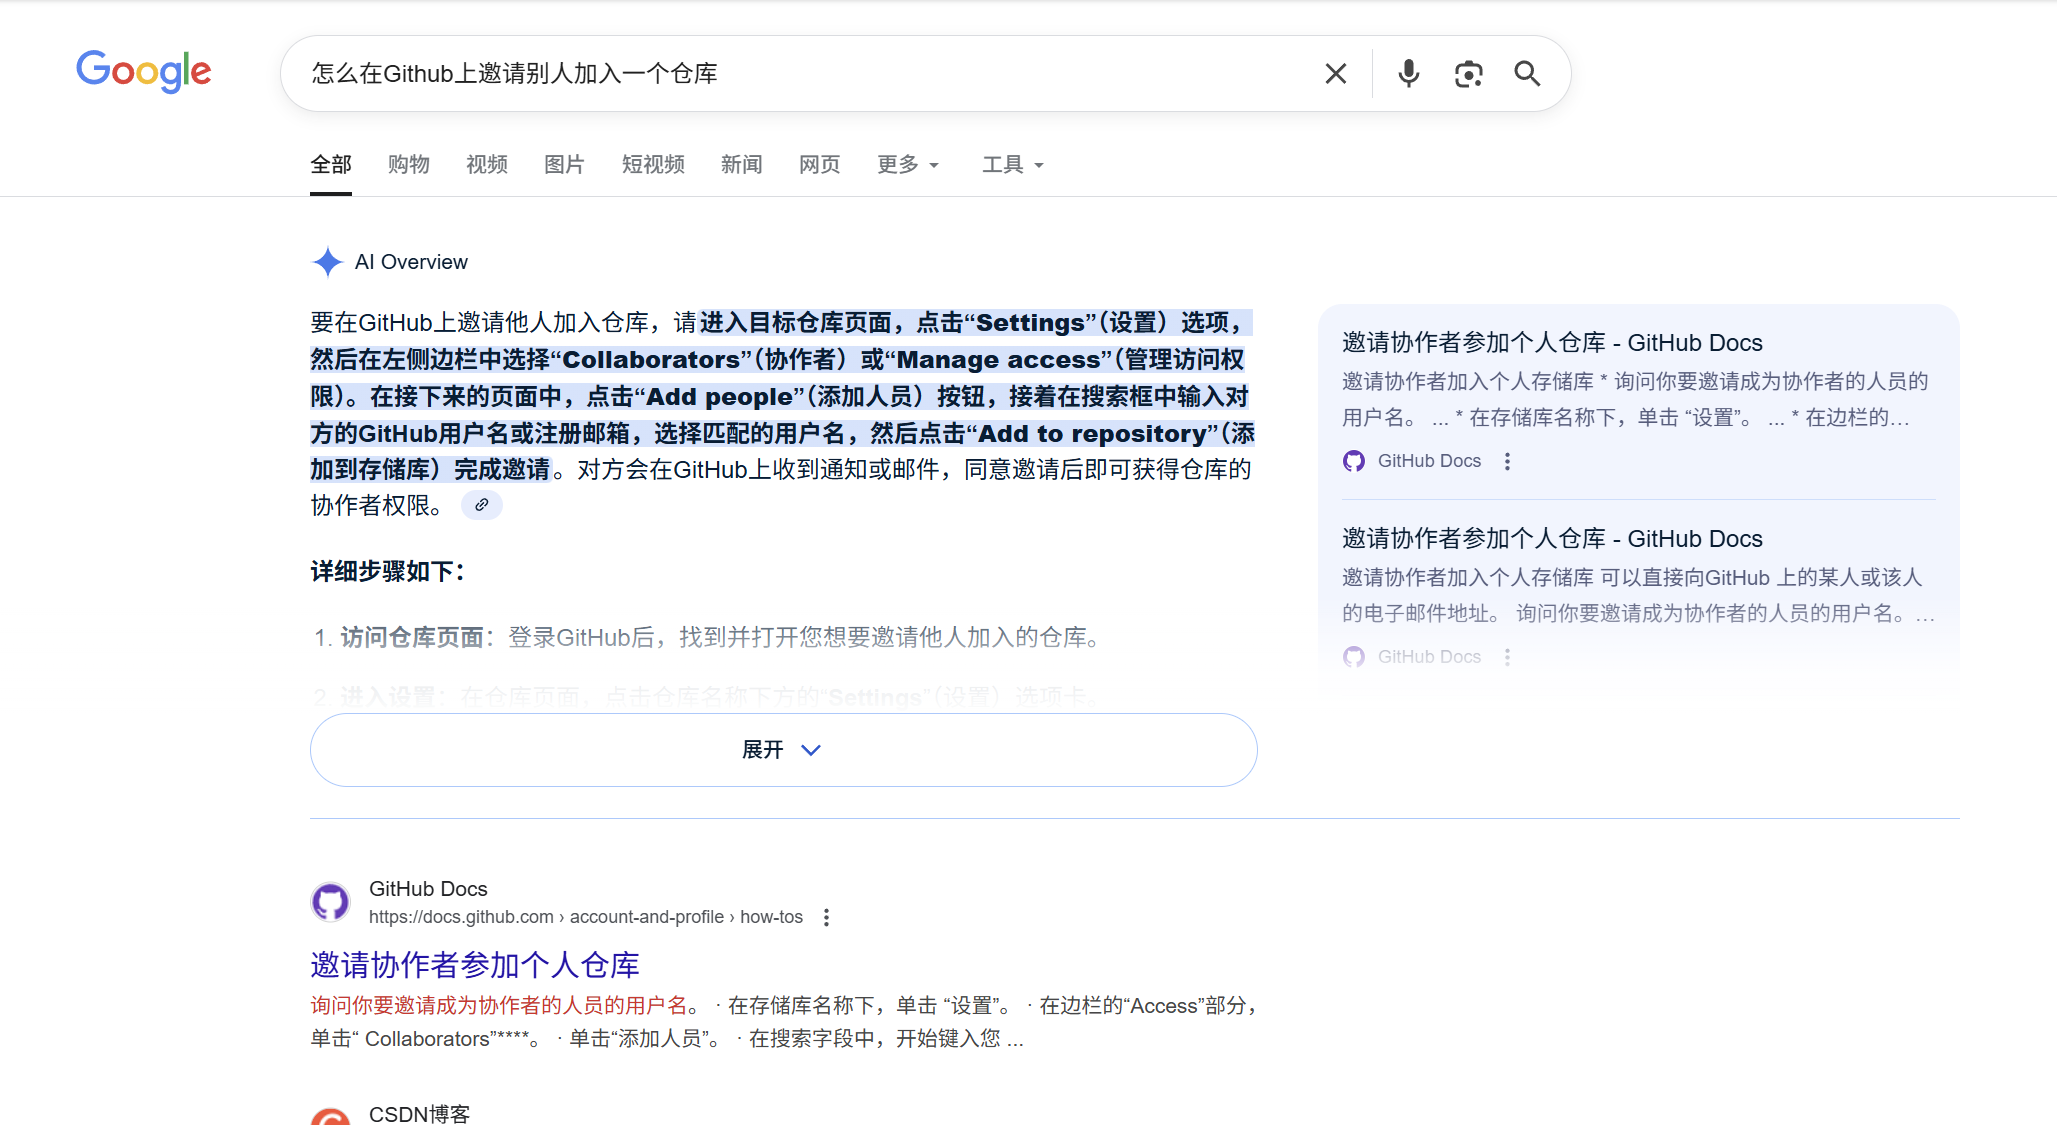 Google
怎么在Github上邀请别人加入一个仓库
全部 购物 视频 图片 短视频 新闻 网页 更多 工具
AI Overview
要在GitHub上邀请他人加入仓库，请进入目标仓库页面，点击“Settings”（设置）选项，
然后在左侧边栏中选择“Collaborators”（协作者）或“Manage access”（管理访问权
限）。在接下来的页面中，点击“Add people”（添加人员）按钮，接着在搜索框中输入对
方的GitHub用户名或注册邮箱，选择匹配的用户名，然后点击“Add to repository”（添
加到存储库）完成邀请。对方会在GitHub上收到通知或邮件，同意邀请后即可获得仓库的
协作者权限。
详细步骤如下：
1. 访问仓库页面：登录GitHub后，找到并打开您想要邀请他人加入的仓库。
2. 进入设置：在仓库页面，点击仓库名称下方的“Settings”（设置）选项卡。
展开
邀请协作者参加个人仓库 - GitHub Docs
邀请协作者加入个人存储库 * 询问你要邀请成为协作者的人员的
用户名。 ... * 在存储库名称下，单击 “设置”。 ... * 在边栏的…
GitHub Docs
邀请协作者参加个人仓库 - GitHub Docs
邀请协作者加入个人存储库 可以直接向GitHub 上的某人或该人
的电子邮件地址。 询问你要邀请成为协作者的人员的用户名。…
GitHub Docs
GitHub Docs
https://docs.github.com › account-and-profile › how-tos
邀请协作者参加个人仓库
询问你要邀请成为协作者的人员的用户名。 · 在存储库名称下，单击 “设置”。 · 在边栏的“Access”部分，
单击“ Collaborators”****。 · 单击“添加人员”。 · 在搜索字段中，开始键入您 ...
CSDN博客